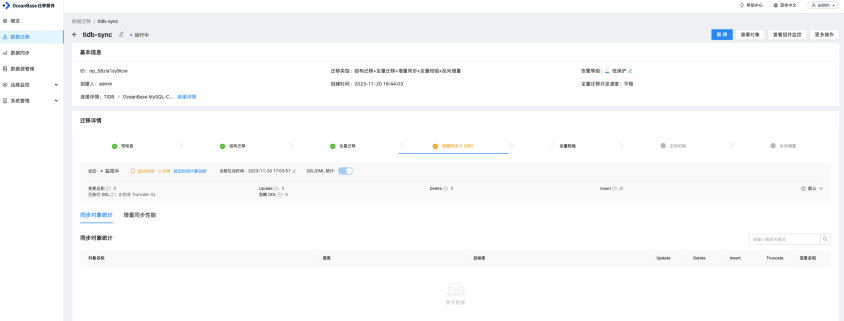 OceanBase 迁移服务
帮助中心
简体中文
admin
概览
数据迁移
数据同步
数据源管理
运维监控
系统管理
数据迁移 / tidb-sync
tidb-sync
运行中
暂停
查看对象
查看组件监控
更多操作
基本信息
迁移类型：结构迁移+全量迁移+增量同步+全量校验+反向增量
告警等级：
低保护
创建人：admin
创建时间：2023-11-20 16:44:03
全量迁移并发速度：平稳
连接详情：TiDB → OceanBase MySQL-C...
连接详情
迁移详情
预检查
结构迁移
全量迁移
增量同步
全量校验
正向切换
反向增量
状态：
监控中
延迟时间：2 分钟
延迟时间计算说明
当前位点时间：2023-11-20 17:03:51
DDL/DML 统计：
变更总和
0
Update
0
Delete
0
Insert
0
默认
已执行 DDL
0(包含 Truncate: 0)
忽略 DDL
0
同步对象统计
增量同步性能
同步对象统计
请输入搜索关键词
对象名称
源库
目标库
Update
Delete
Insert
Truncate
变更总和
暂无数据